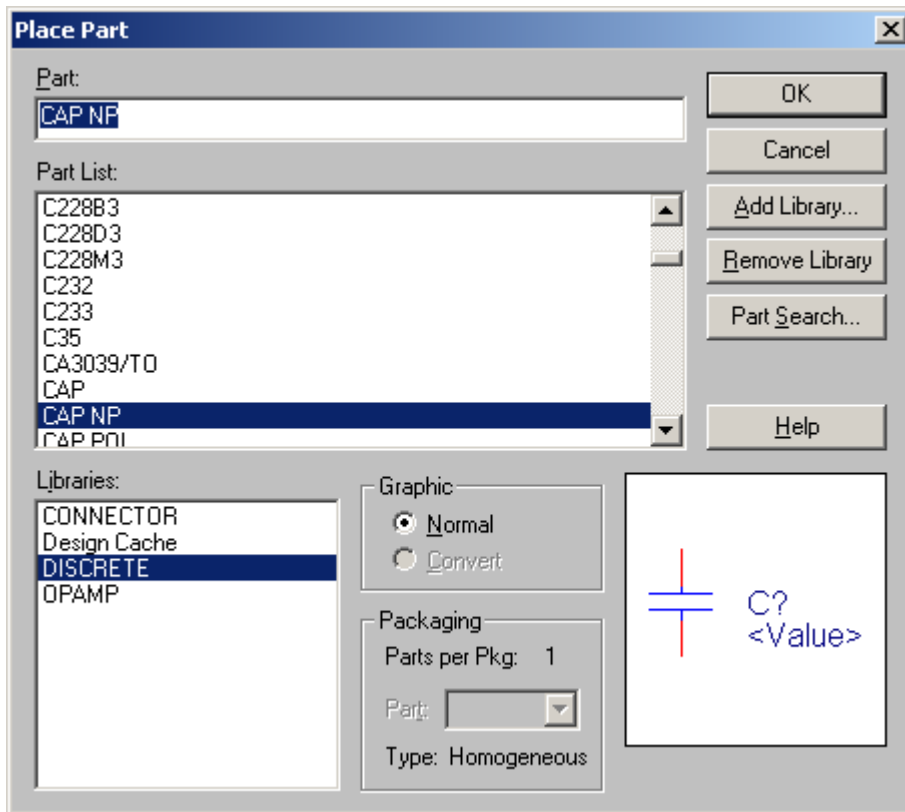 Place Part
Part:
CAP NP
OK
Cancel
Part List:
C228B3
C228D3
C228M3
C232
C233
C35
CA3039/TO
CAP
CAP NP
CAP POL
Add Library...
Remove Library
Part Search...
Help
Libraries:
CONNECTOR
Design Cache
DISCRETE
OPAMP
Graphic
Normal
Convert
Packaging
Parts per Pkg: 1
Part:
Type: Homogeneous
C?
<Value>